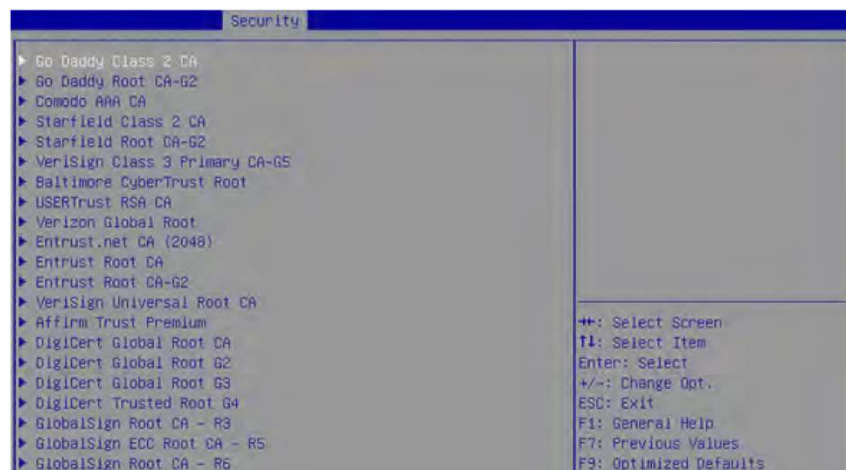 Security
Go Daddy Class 2 CA
Go Daddy Root CA-G2
Comodo AAA CA
Starfield Class 2 CA
Starfield Root CA-G2
VeriSign Class 3 Primary CA-G5
Baltimore CyberTrust Root
USERTrust RSA CA
Verizon Global Root
Entrust.net CA (2048)
Entrust Root CA
Entrust Root CA-G2
VeriSign Universal Root CA
Affirm Trust Premium
DigiCert Global Root CA
DigiCert Global Root G2
DigiCert Global Root G3
DigiCert Trusted Root G4
GlobalSign Root CA - R3
GlobalSign ECC Root CA - R5
GlobalSign Root CA - R6
→←: Select Screen
↑↓: Select Item
Enter: Select
+/-: Change Opt.
ESC: Exit
F1: General Help
F7: Previous Values
F9: Optimized Defaults